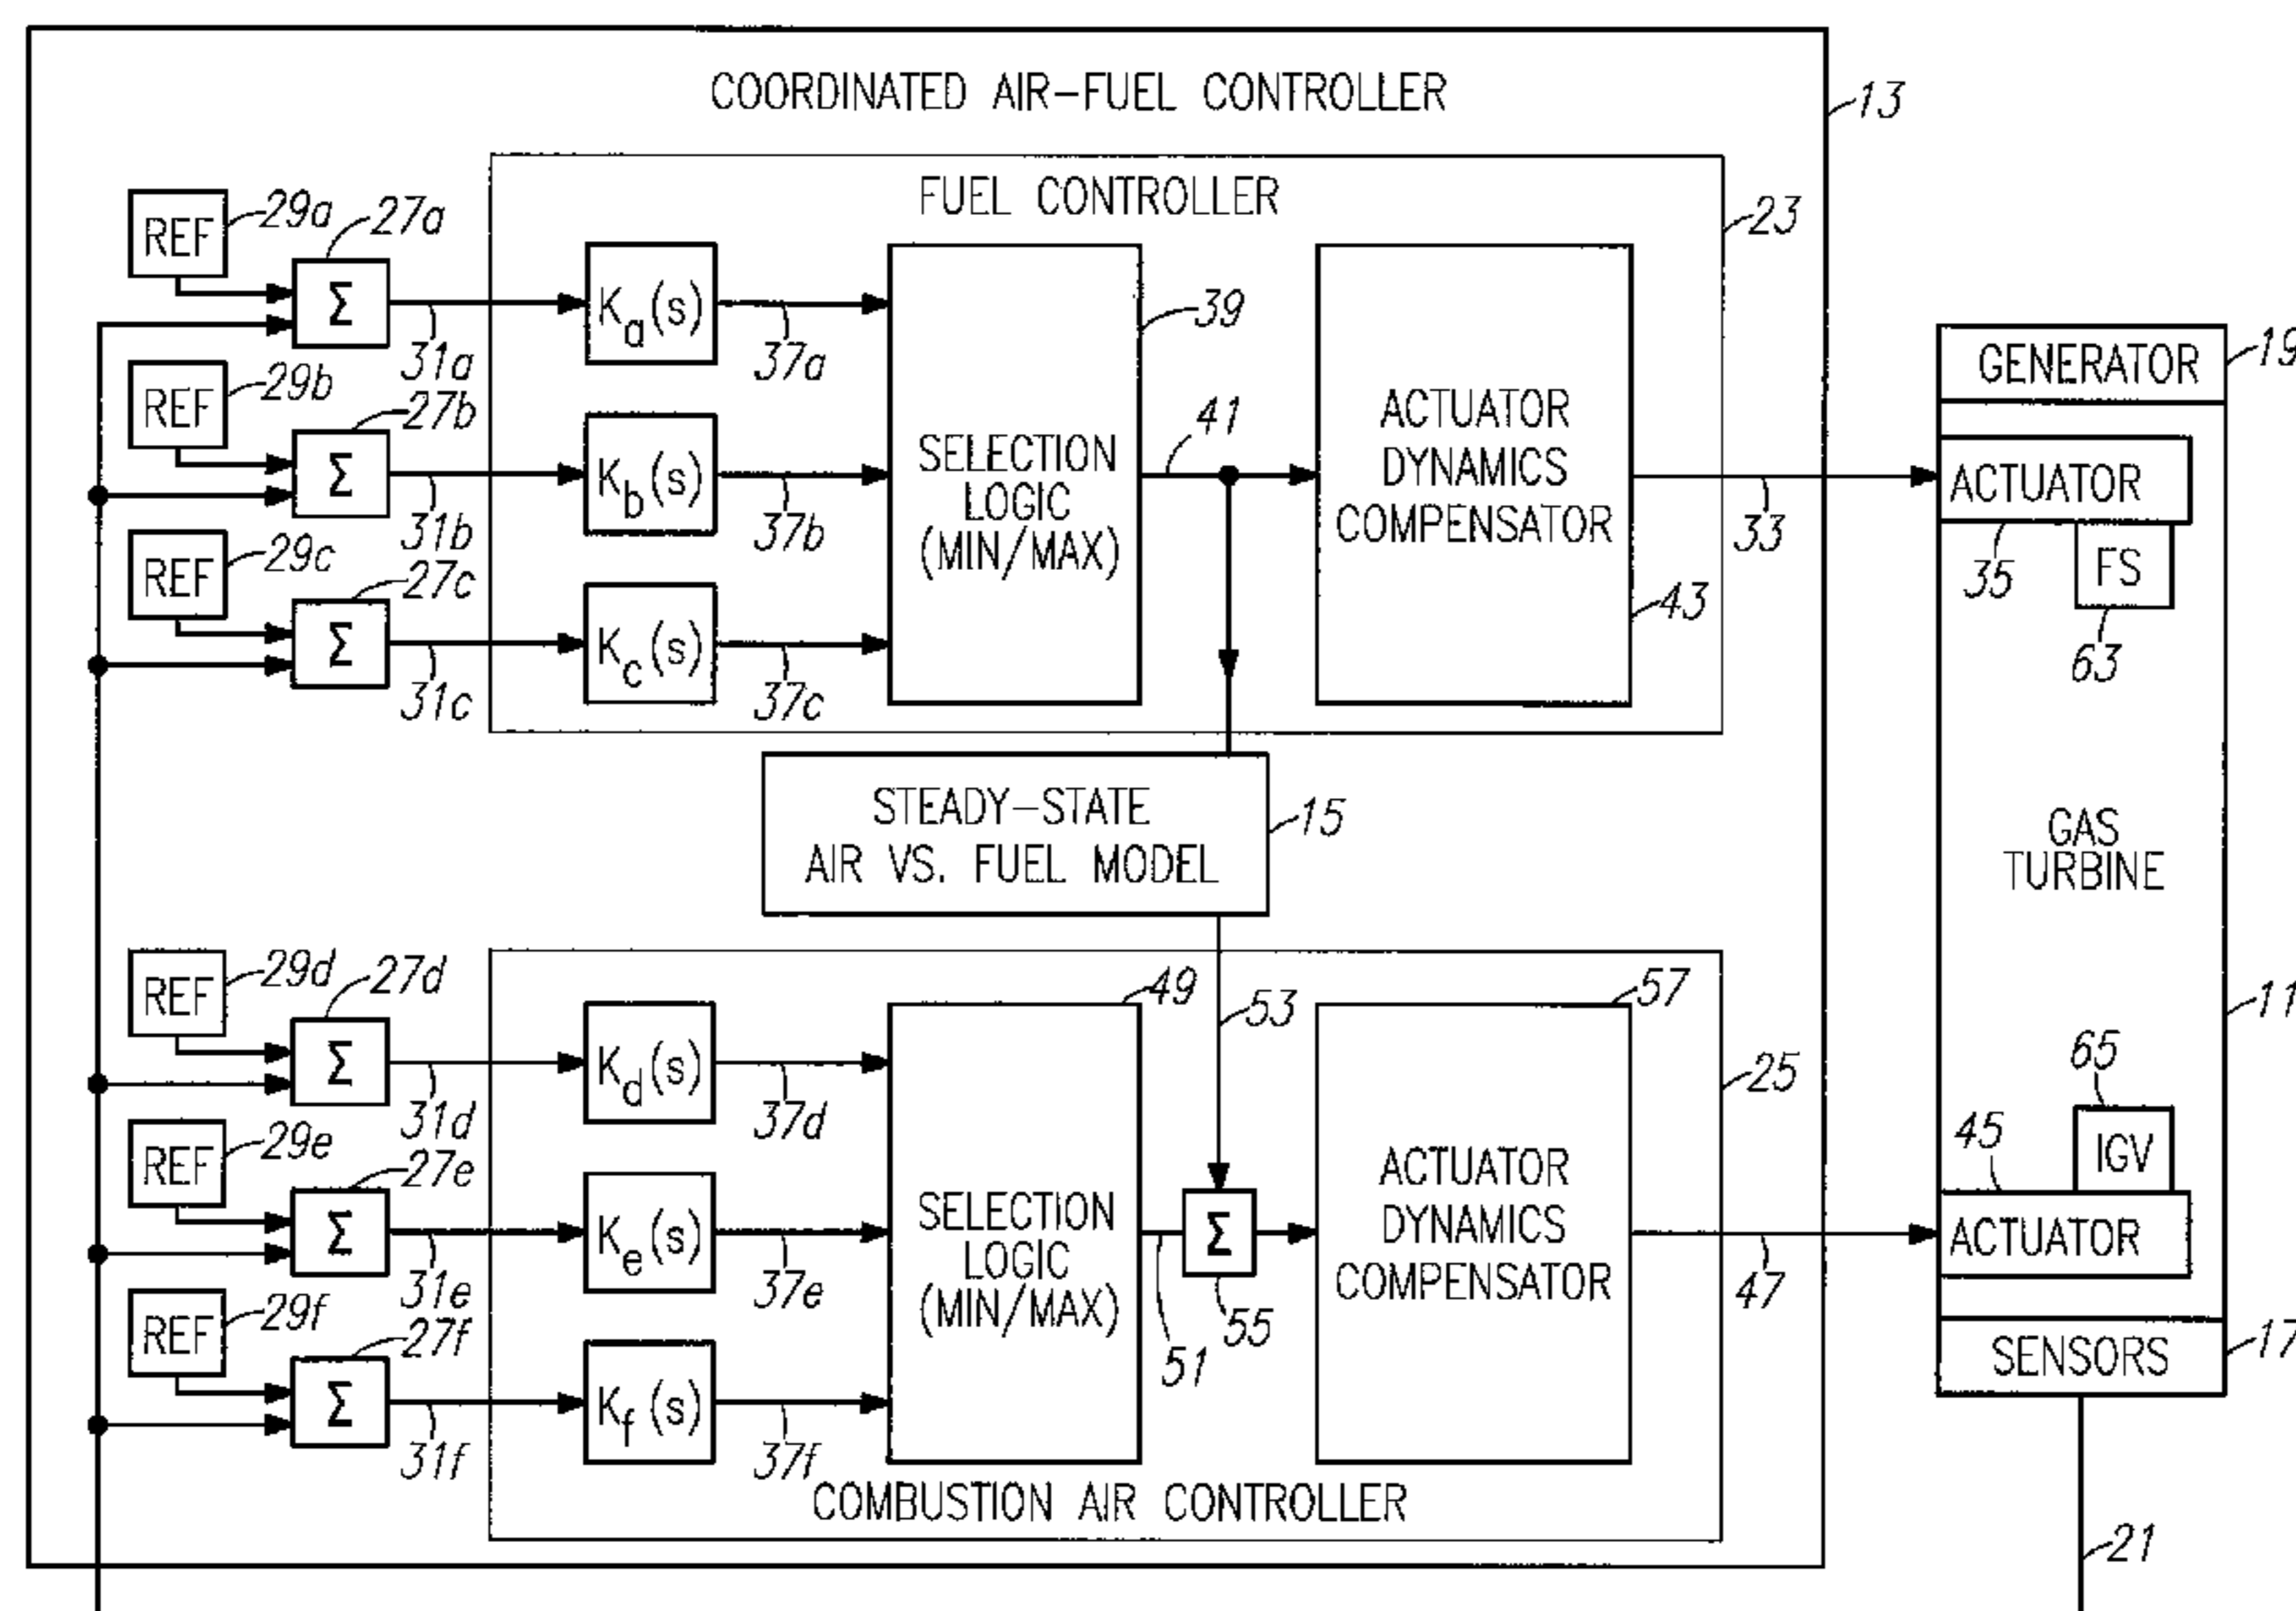 COORDINATED AIR-FUEL CONTROLLER
13
FUEL CONTROLLER
23
REF
29a
27a
Σ
31a
Ka(s)
37a
REF
29b
27b
Σ
31b
Kb(s)
37b
REF
29c
27c
Σ
31c
Kc(s)
37c
SELECTION
LOGIC
(MIN/MAX)
39
41
ACTUATOR
DYNAMICS
COMPENSATOR
43
33
STEADY-STATE
AIR VS. FUEL MODEL
15
53
REF
29d
27d
Σ
31d
Kd(s)
37d
REF
29e
27e
Σ
31e
Ke(s)
37e
REF
29f
27f
Σ
31f
Kf(s)
37f
SELECTION
LOGIC
(MIN/MAX)
49
51
Σ
55
ACTUATOR
DYNAMICS
COMPENSATOR
57
25
47
COMBUSTION AIR CONTROLLER
GENERATOR
19
ACTUATOR
35
FS
63
GAS
TURBINE
11
65
IGV
45
ACTUATOR
SENSORS
17
21